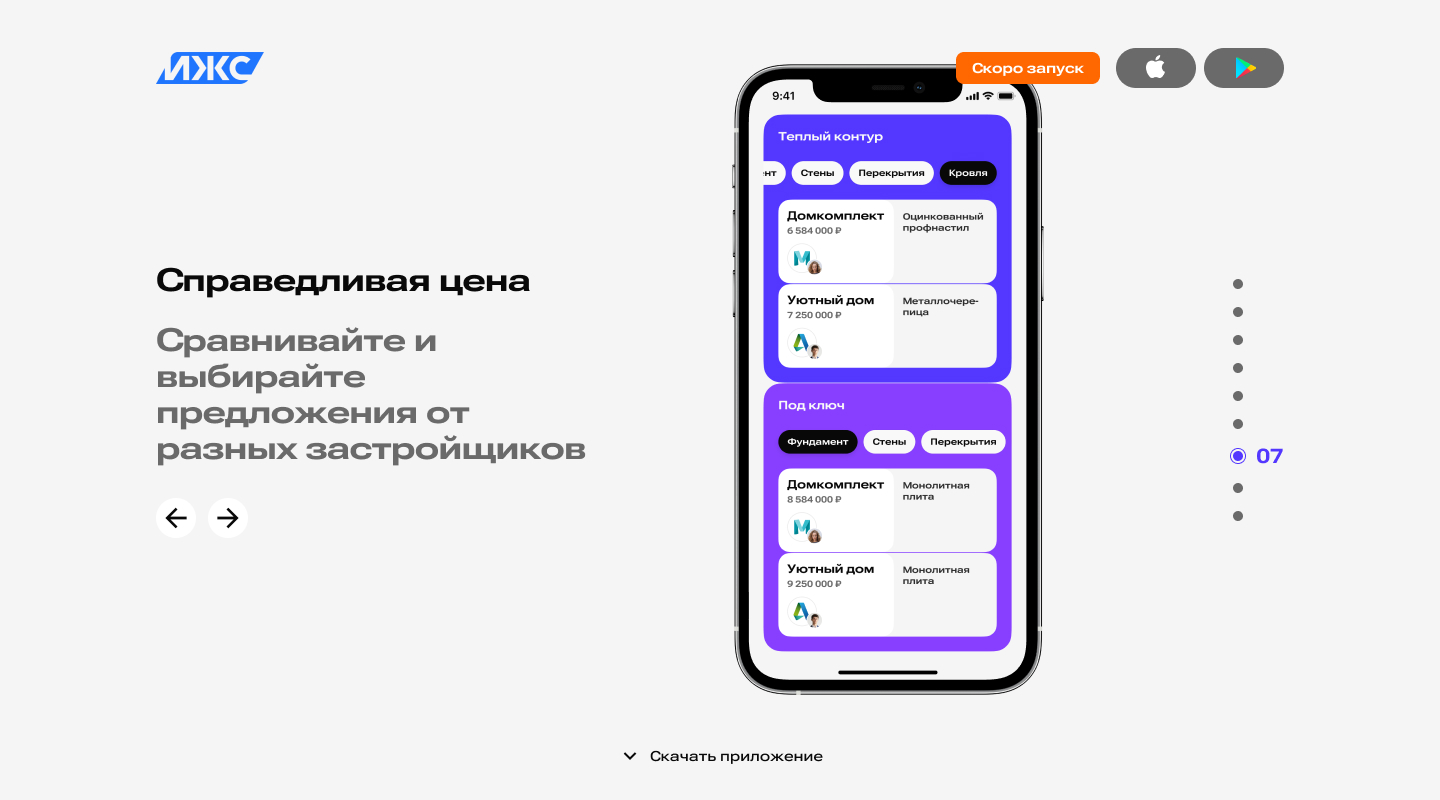 ИЖС
Скоро запуск
9:41
Теплый контур
Стены
Перекрытия
Кровля
Домкомплект
6 584 000 ₽
Оцинкованный
профнастил
Уютный дом
7 250 000 ₽
Металлочере-
пица
Под ключ
Фундамент
Стены
Перекрытия
Домкомплект
8 584 000 ₽
Монолитная
плита
Уютный дом
9 250 000 ₽
Монолитная
плита
Справедливая цена
Сравнивайте и
выбирайте
предложения от
разных застройщиков
07
Скачать приложение